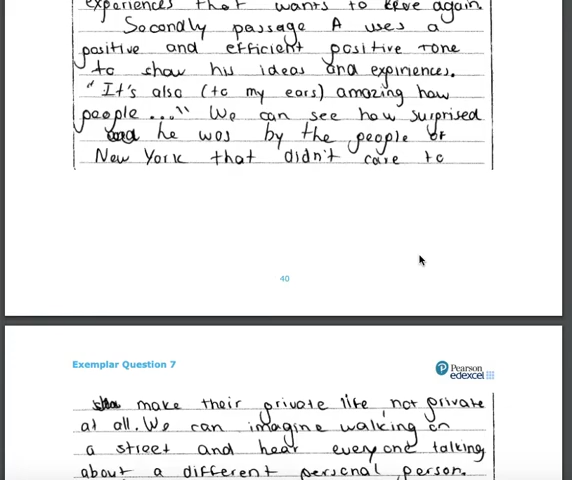 experiences that wants to live again.
Socondly passage A uses a
positive and efficient positive tone
to show his ideas and expiriences.
"It's also (to my ears) amazing how
people..." We can see how surprised
he was by the people of
New York that didn't care to
40
Exemplar Question 7
Pearson
edexcel
make their private life, not private
at all. We can imagine walking on
a street and hear everyone talking
about a different personal person.